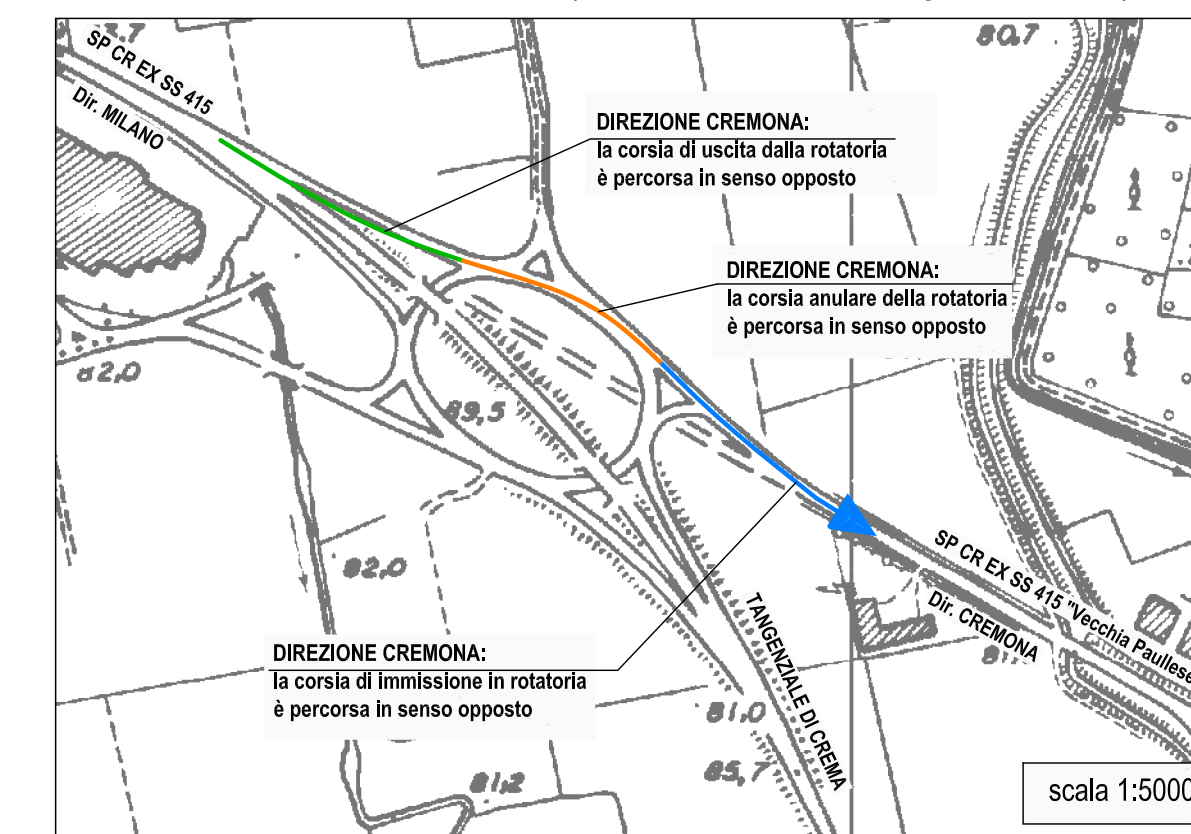 80,7
SP CR EX SS 415
Dir. MILANO
DIREZIONE CREMONA:
la corsia di uscita dalla rotatoria
è percorsa in senso opposto
DIREZIONE CREMONA:
la corsia anulare della rotatoria
è percorsa in senso opposto
82,0
89,5
82,0
SP CR EX SS 415 "Vecchia Paullese
Dir. CREMONA
TANGENZIALE DI CREMA
DIREZIONE CREMONA:
la corsia di immissione in rotatoria
è percorsa in senso opposto
81,0
85,7
81,2
scala 1:5000